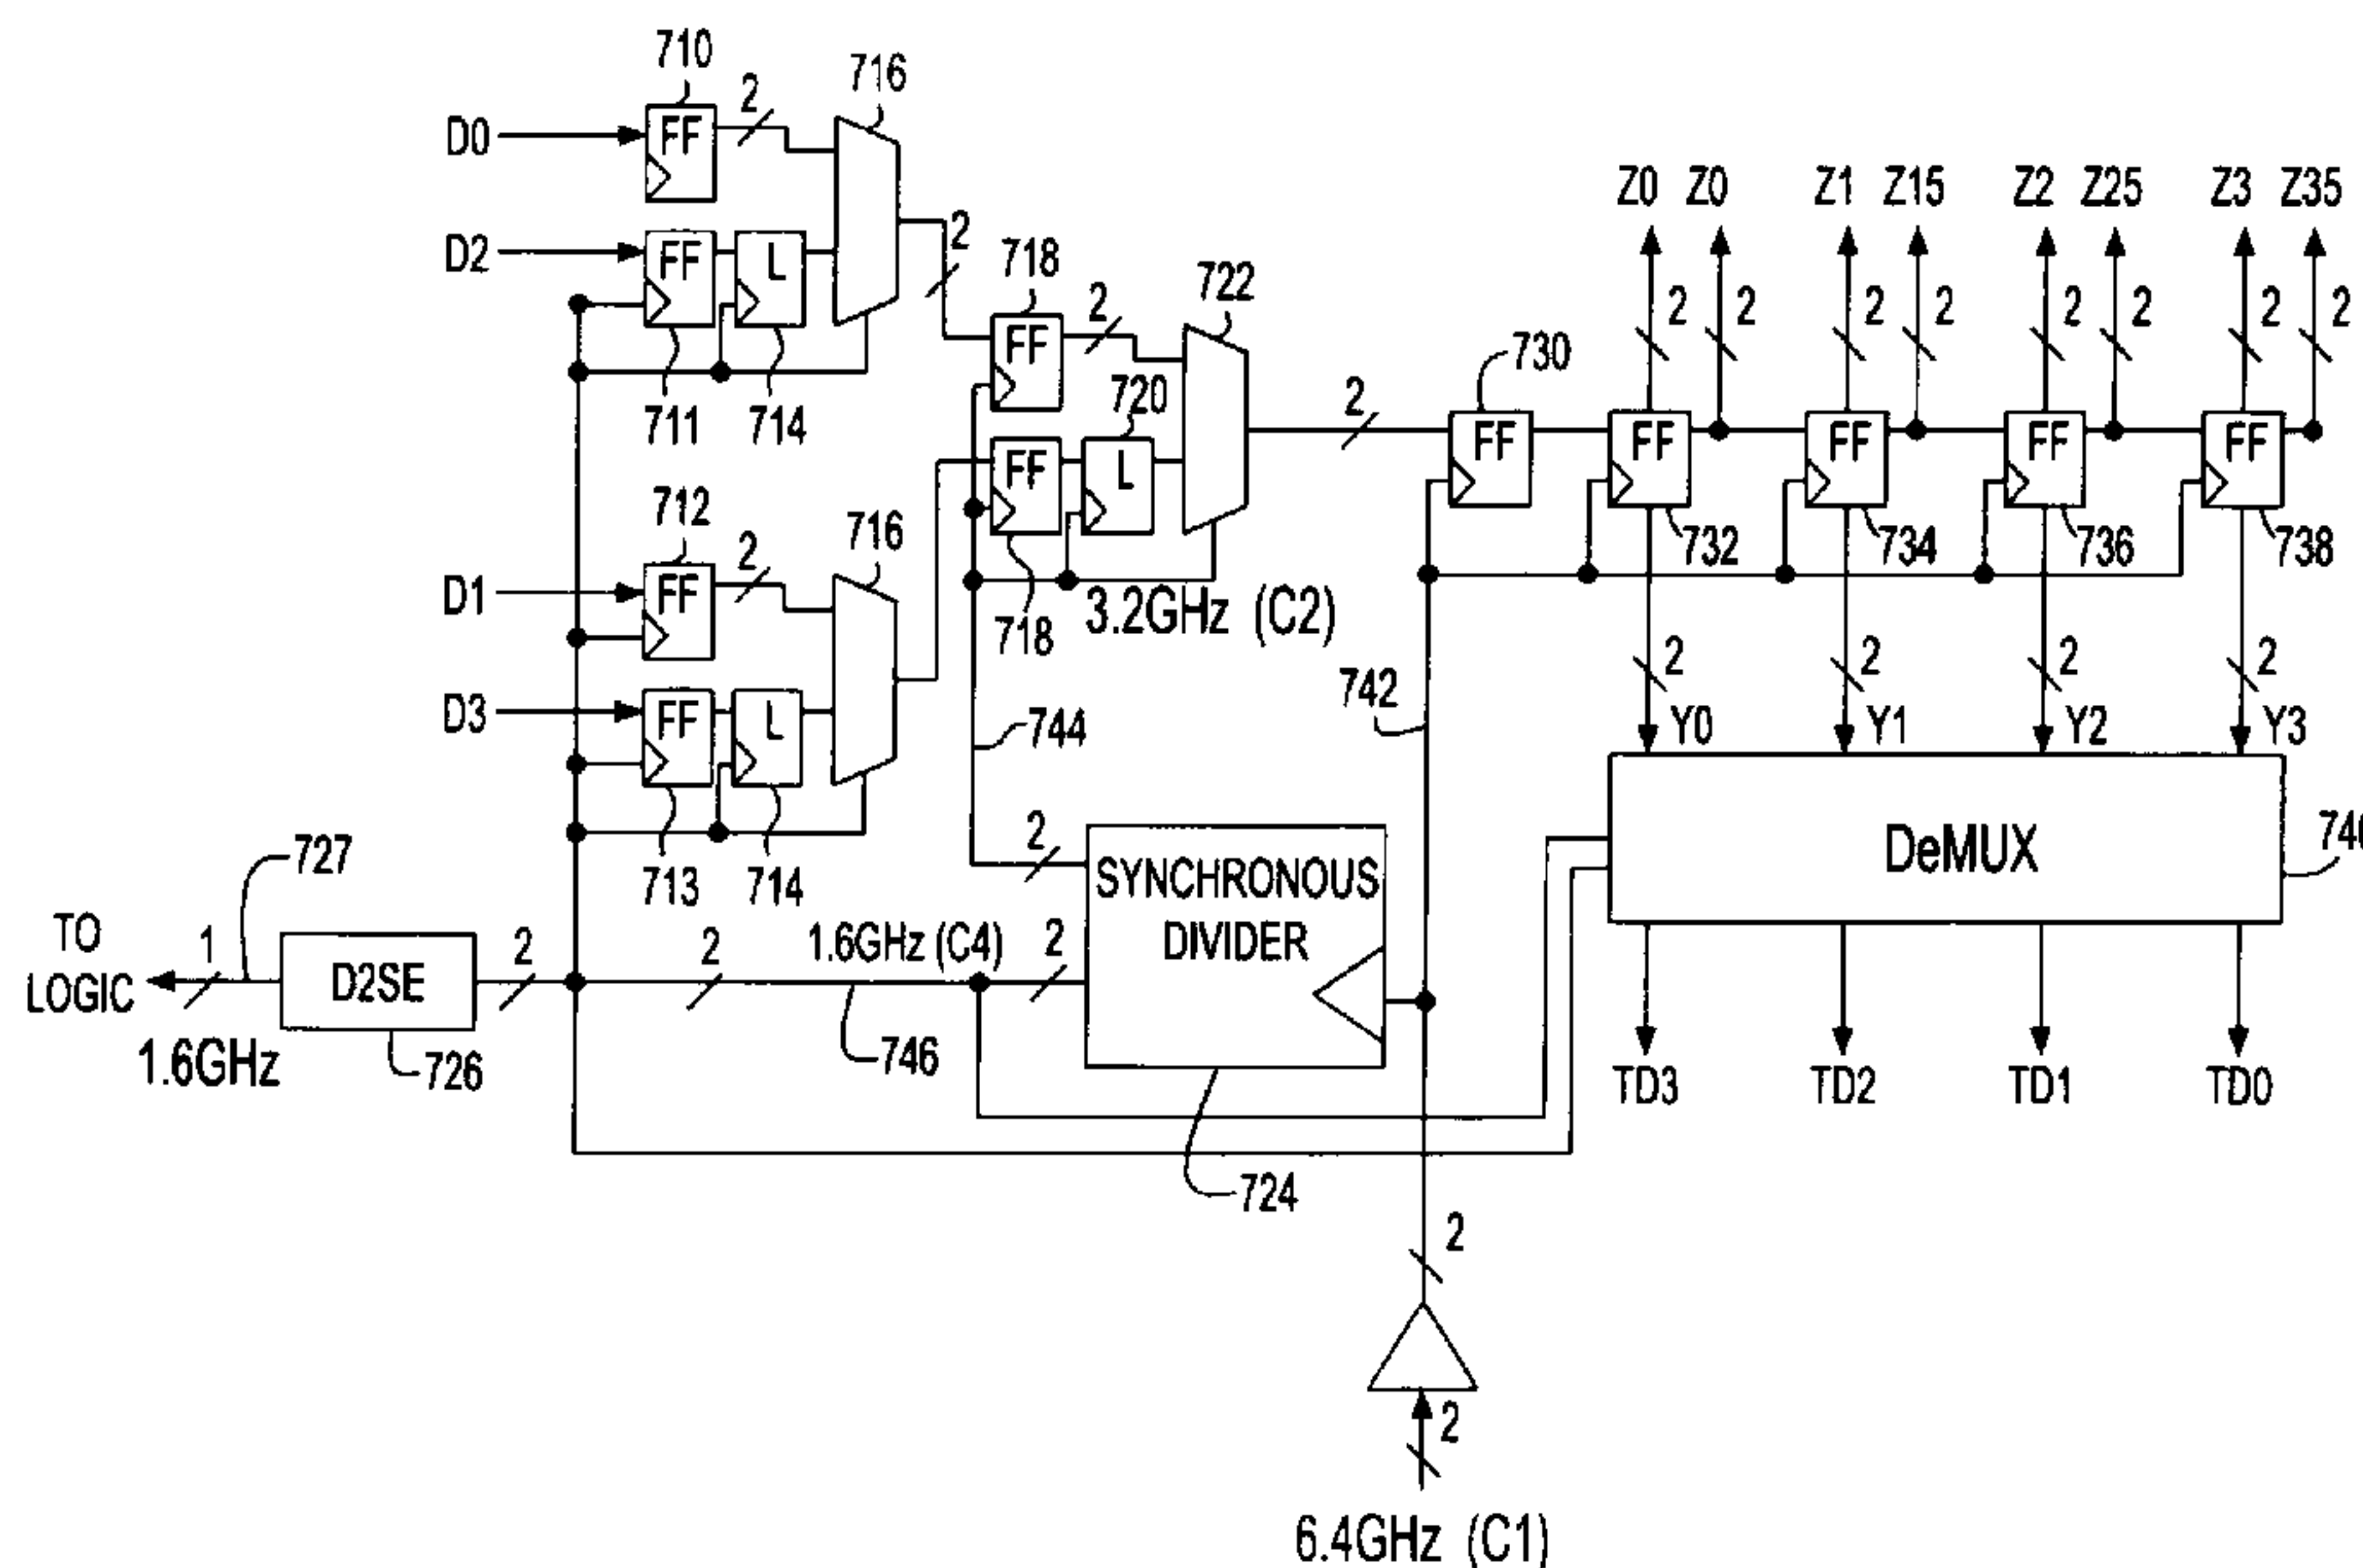 710
2
716
D0
FF
D2
FF
L
2
711
714
718
FF
2
722
720
FF
L
718
3.2GHz (C2)
2
712
2
716
D1
FF
D3
FF
L
713
714
744
742
730
FF
Z0
Z0
Z1
Z15
Z2
Z25
Z3
Z35
2
2
2
2
2
2
2
2
FF
FF
FF
FF
732
734
736
738
2
2
2
2
Y0
Y1
Y2
Y3
DeMUX
TD3
TD2
TD1
TD0
2
SYNCHRONOUS
DIVIDER
724
727
TO
LOGIC
1
D2SE
2
2
1.6GHz (C4)
2
1.6GHz
726
746
2
2
6.4GHz (C1)